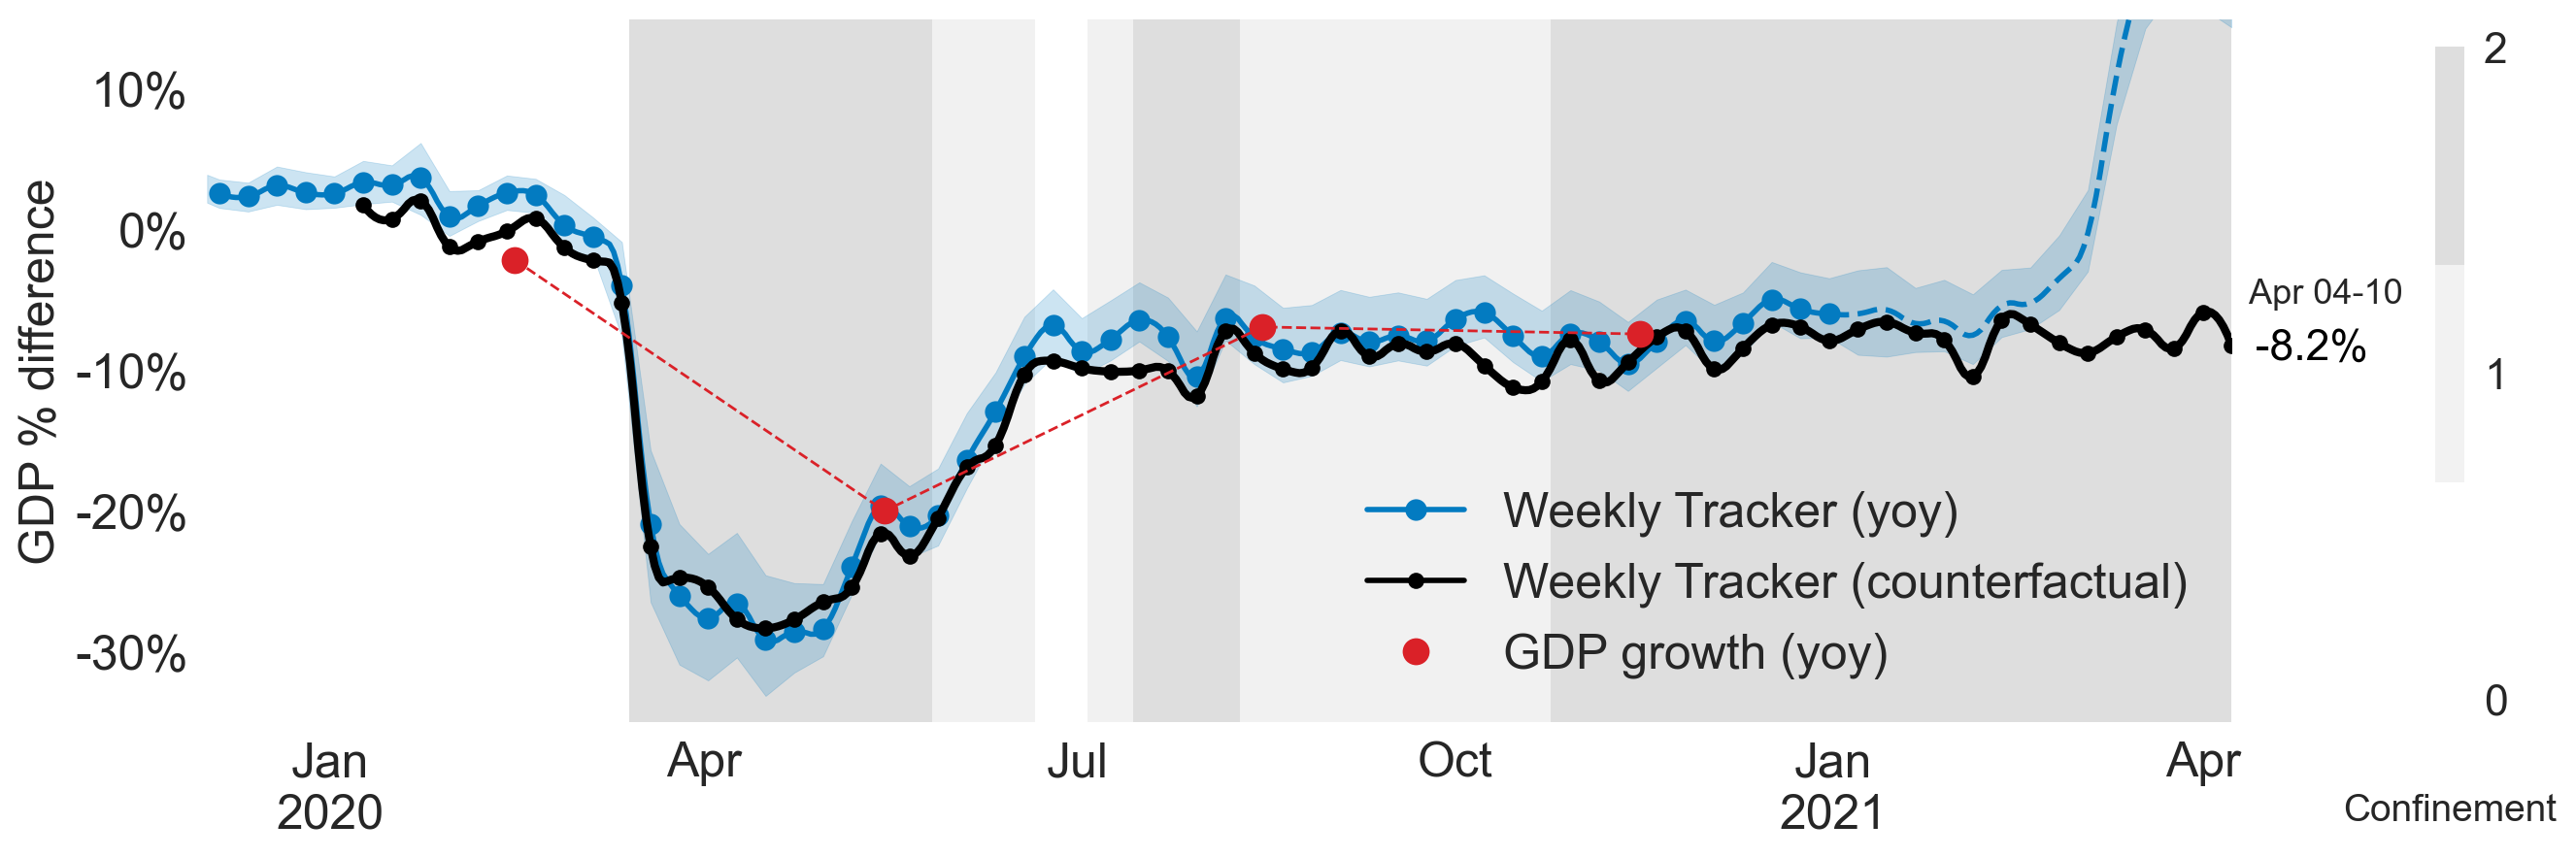 GDP % difference
10%
0%
-10%
-20%
-30%
Jan
2020
Apr
Jul
Oct
Jan
2021
Apr
Weekly Tracker (yoy)
Weekly Tracker (counterfactual)
GDP growth (yoy)
Apr 04-10
-8.2%
2
1
0
Confinement